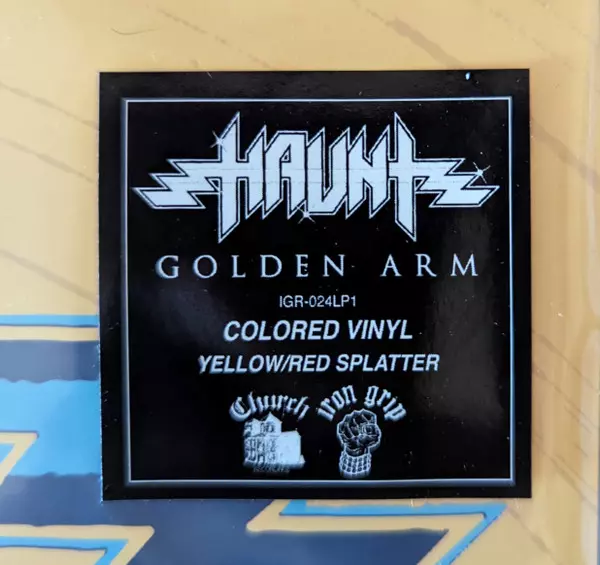 HAUNT
GOLDEN ARM
IGR-024LP1
COLORED VINYL
YELLOW/RED SPLATTER
Church iron grip